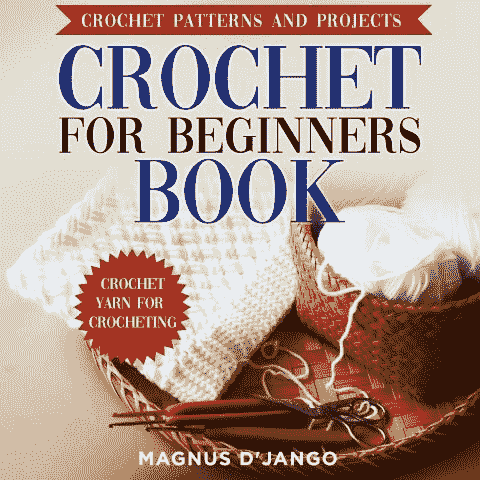 CROCHET PATTERNS AND PROJECTS
CROCHET
FOR BEGINNERS
BOOK
CROCHET
YARN FOR
CROCHETING
MAGNUS D'JANGO